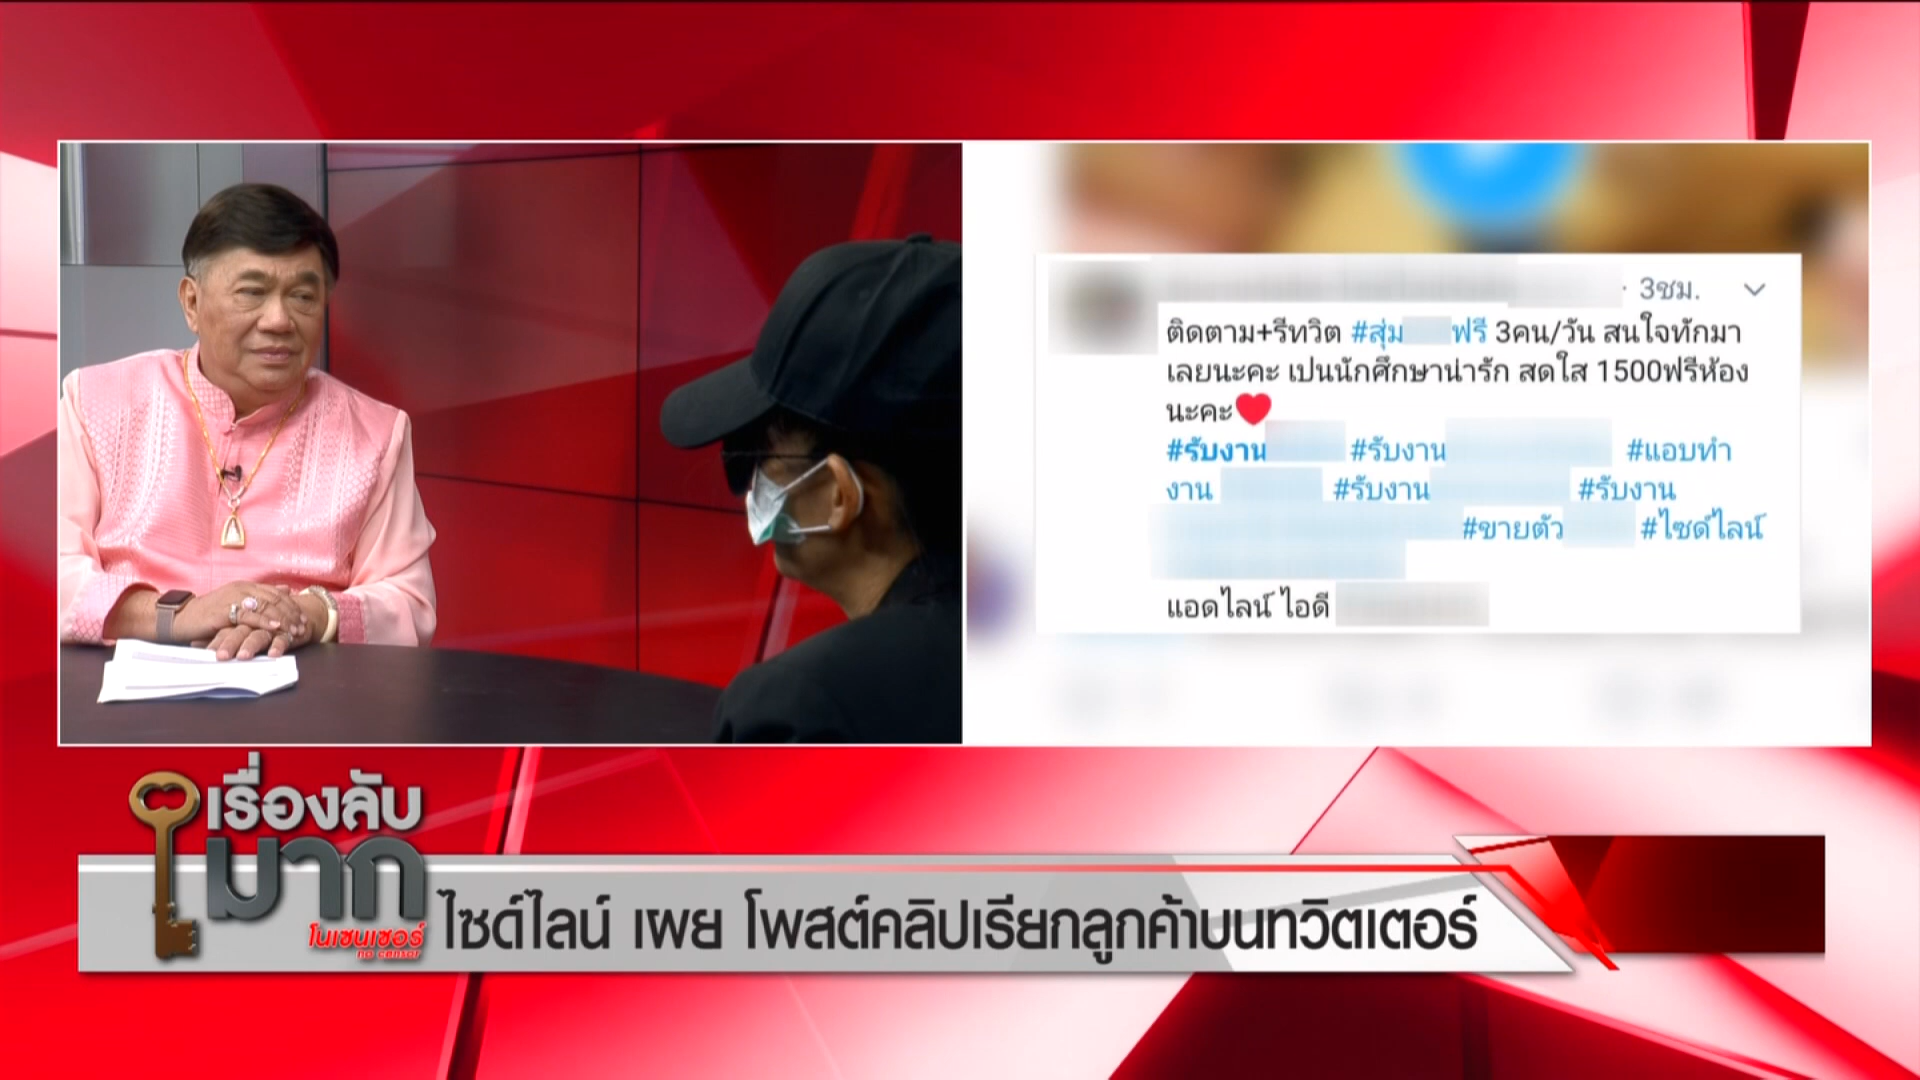 · 3ชม.
ติดตาม+รีทวิต #สุ่ม ฟรี 3คน/วัน สนใจทักมา
เลยนะคะ เปนนักศึกษาน่ารัก สดใส 1500ฟรีห้อง
นะคะ❤
#รับงาน #รับงาน #แอบทำ
งาน #รับงาน #รับงาน
#ขายตัว #ไซด์ไลน์
แอดไลน์ ไอดี
เรื่องลับ
มาก
โนเซนเซอร์
no censor
ไซด์ไลน์ เผย โพสต์คลิปเรียกลูกค้าบนทวิตเตอร์